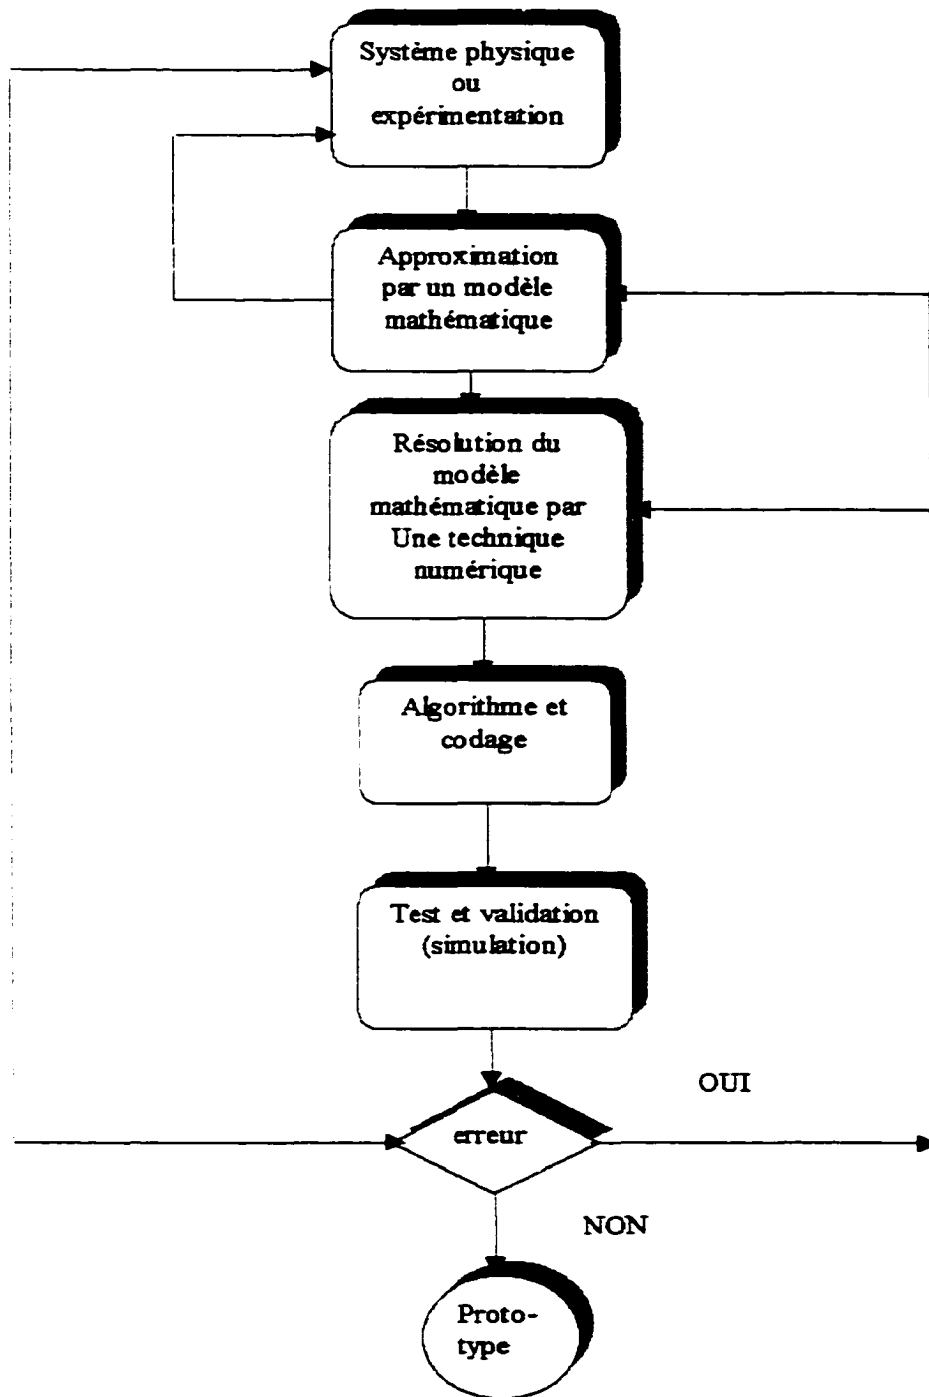 Système physique
ou
expérimentation
Approximation
par un modèle
mathématique
Résolution du
modèle
mathématique par
Une technique
numérique
Algorithme et
codage
Test et validation
(simulation)
OUI
erreur
NON
Proto-
type